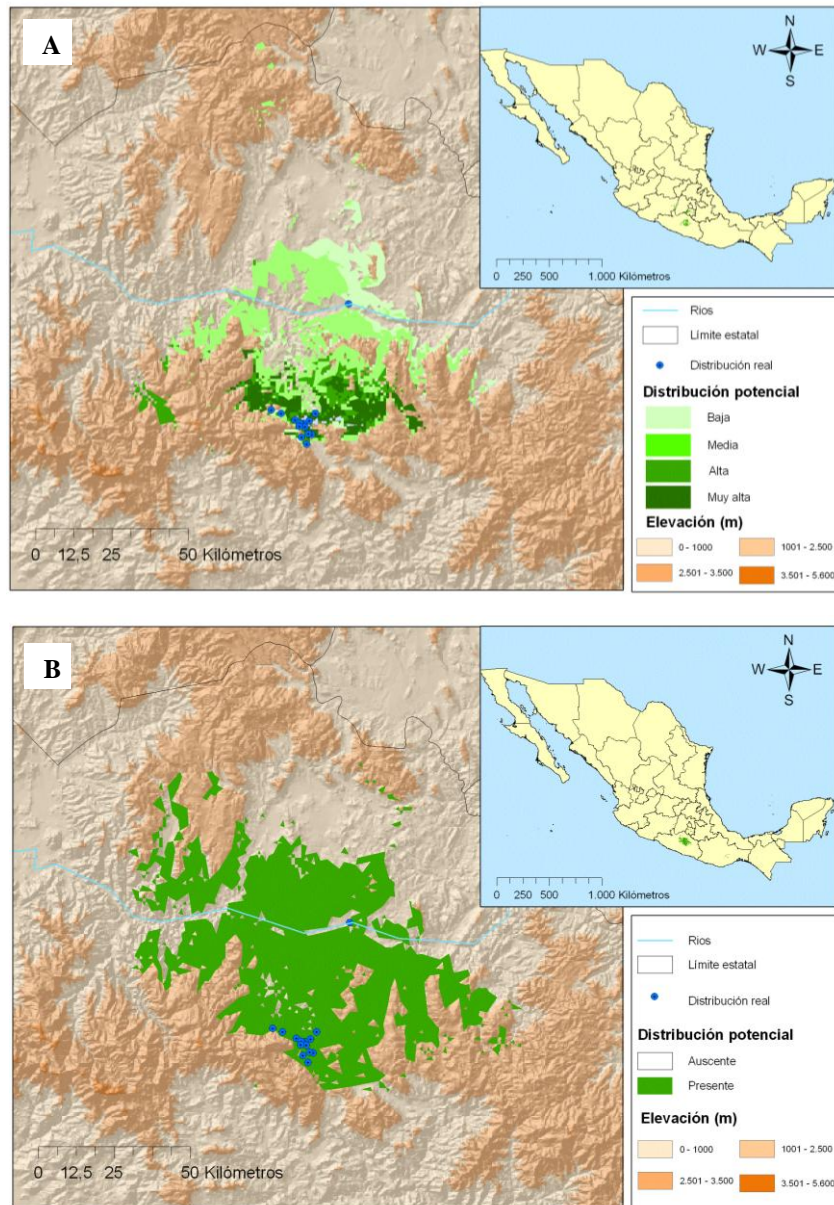 A
N
W E
S
0 250 500 1.000 Kilómetros
Rios
Límite estatal
Distribución real
Distribución potencial
Baja
Media
Alta
Muy alta
Elevación (m)
0 - 1000 1001 - 2.500
2.501 - 3.500 3.501 - 5.600
0 12,5 25 50 Kilómetros
B
N
W E
S
0 250 500 1.000 Kilómetros
Rios
Límite estatal
Distribución real
Distribución potencial
Auscente
Presente
Elevación (m)
0 - 1000 1001 - 2.500
2.501 - 3.500 3.501 - 5.600
0 12,5 25 50 Kilómetros